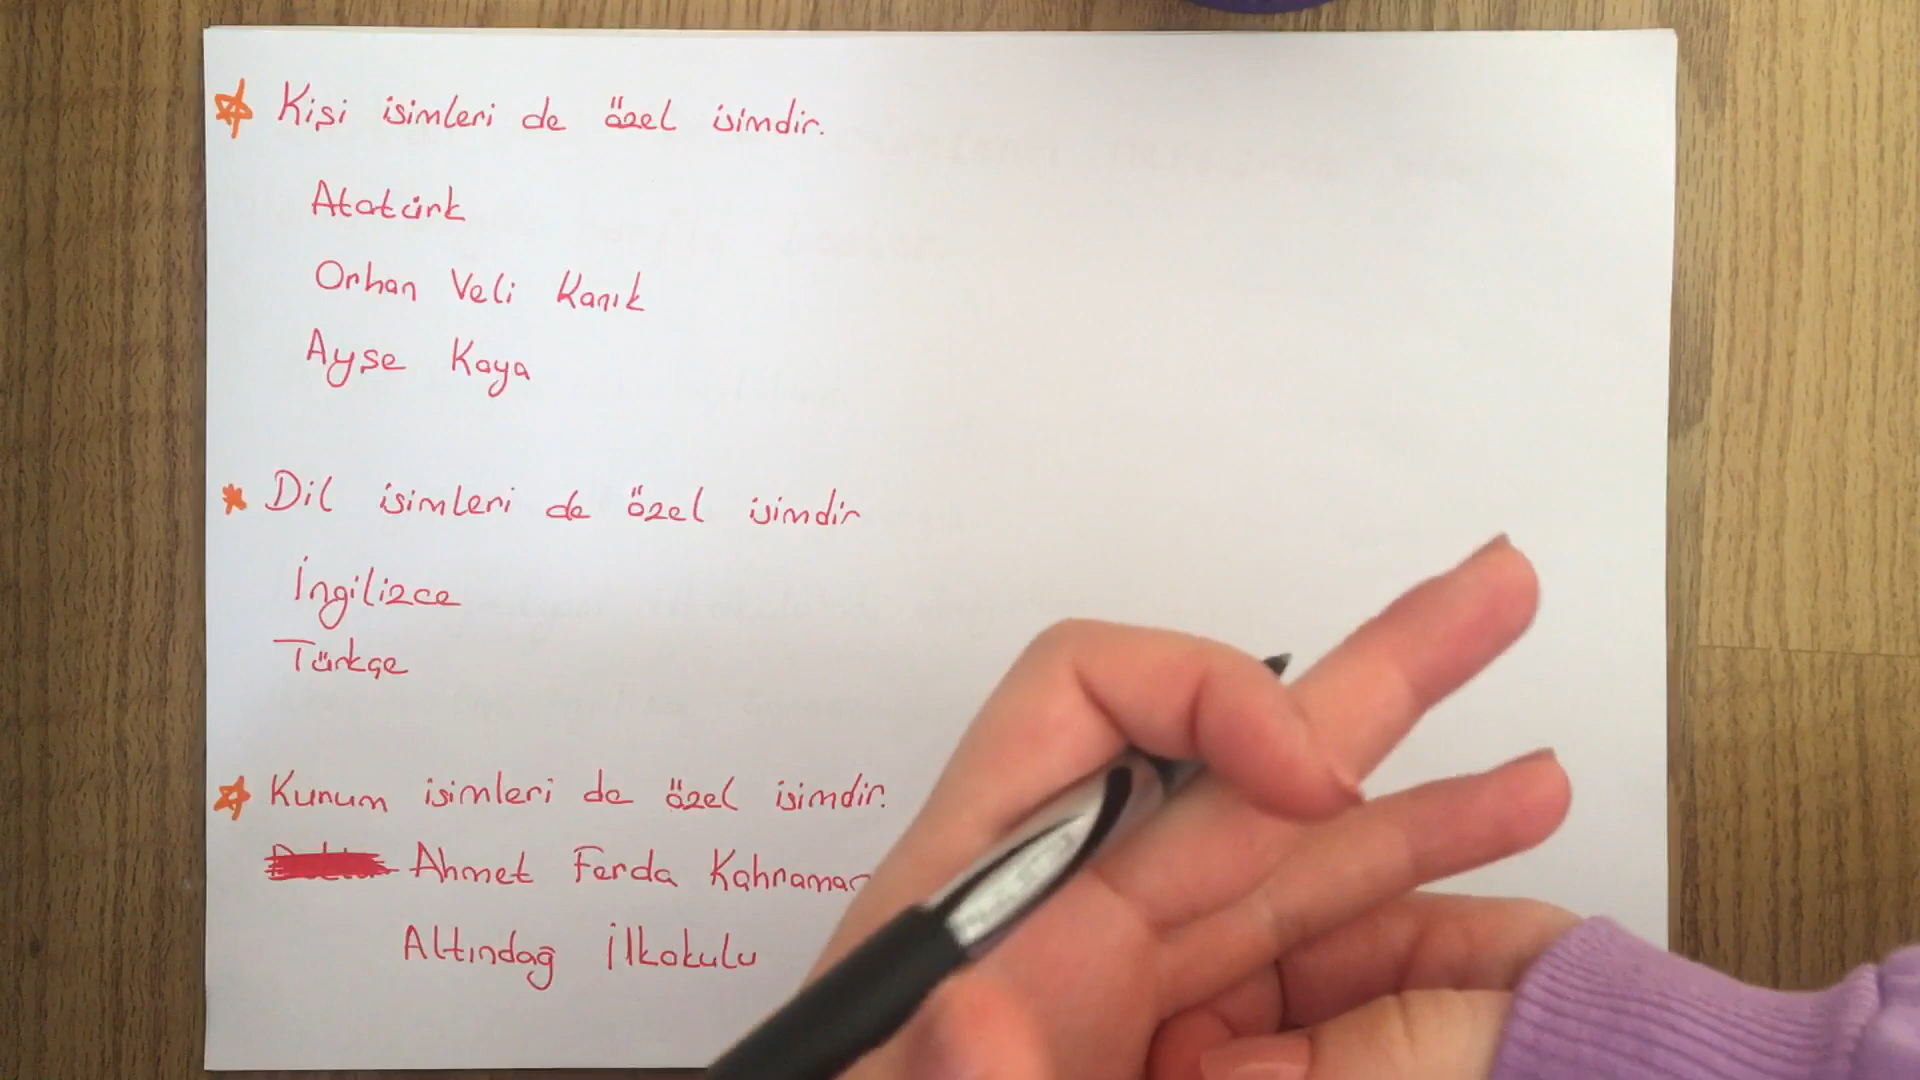 Kişi isimleri de özel isimdir.
Atatürk
Orhan Veli Kanık
Ayşe Kaya
Dil isimleri de özel isimdir
İngilizce
Türkçe
Kurum isimleri de özel isimdir.
Ahmet Ferda Kahraman
Altındağ İlkokulu